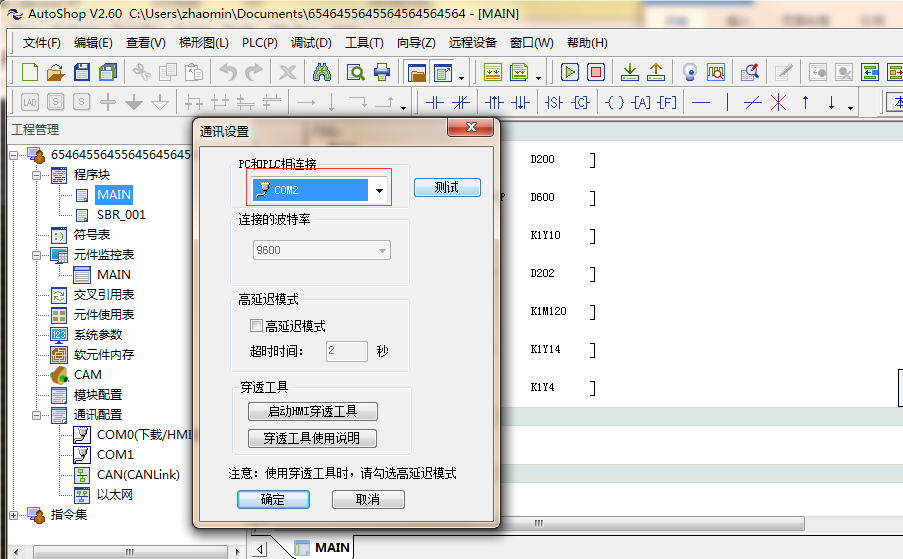 AutoShop V2.60 C:\Users\zhaomin\Documents\6546455645564564564564 - [MAIN]
文件(F) 编辑(E) 查看(V) 梯形图(L) PLC(P) 调试(D) 工具(T) 向导(Z) 远程设备 窗口(W) 帮助(H)
LAD S S
工程管理
程序块
MAIN
SBR_001
符号表
元件监控表
MAIN
交叉引用表
元件使用表
系统参数
软元件内存
CAM
模块配置
通讯配置
COM0(下载/HMI
COM1
CAN(CANLink)
以太网
指令集
通讯设置
PC和PLC相连接
COM2
测试
连接的波特率
9600
高延迟模式
高延迟模式
超时时间: 2 秒
穿透工具
启动HMI穿透工具
穿透工具使用说明
注意: 使用穿透工具时, 请勾选高延迟模式
确定 取消
D200 ]
D600 ]
K1Y10 ]
D202 ]
K1M120 ]
K1Y14 ]
K1Y4 ]
MAIN